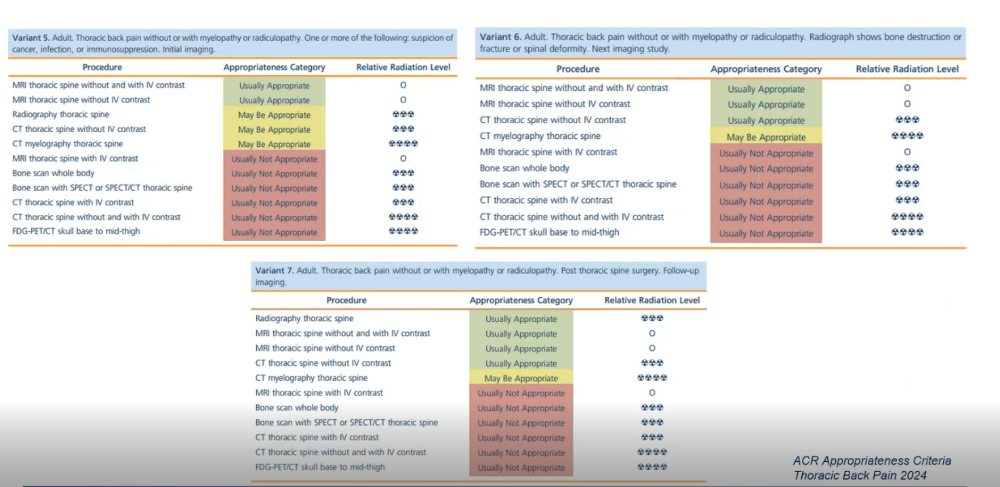 Variant 5. Adult. Thoracic back pain without or with myelopathy or radiculopathy. One or more of the following: suspicion of
cancer, infection, or immunosuppression. Initial imaging.
Procedure Appropriateness Category Relative Radiation Level
MRI thoracic spine without and with IV contrast Usually Appropriate O
MRI thoracic spine without IV contrast Usually Appropriate O
Radiography thoracic spine May Be Appropriate ☢☢☢
CT thoracic spine without IV contrast May Be Appropriate ☢☢☢
CT myelography thoracic spine May Be Appropriate ☢☢☢☢
MRI thoracic spine with IV contrast Usually Not Appropriate O
Bone scan whole body Usually Not Appropriate ☢☢☢
Bone scan with SPECT or SPECT/CT thoracic spine Usually Not Appropriate ☢☢☢
CT thoracic spine with IV contrast Usually Not Appropriate ☢☢☢
CT thoracic spine without and with IV contrast Usually Not Appropriate ☢☢☢☢
FDG-PET/CT skull base to mid-thigh Usually Not Appropriate ☢☢☢☢
Variant 6. Adult. Thoracic back pain without or with myelopathy or radiculopathy. Radiograph shows bone destruction or
fracture or spinal deformity. Next imaging study.
Procedure Appropriateness Category Relative Radiation Level
MRI thoracic spine without and with IV contrast Usually Appropriate O
MRI thoracic spine without IV contrast Usually Appropriate O
CT thoracic spine without IV contrast Usually Appropriate ☢☢☢
CT myelography thoracic spine May Be Appropriate ☢☢☢☢
MRI thoracic spine with IV contrast Usually Not Appropriate O
Bone scan whole body Usually Not Appropriate ☢☢☢
Bone scan with SPECT or SPECT/CT thoracic spine Usually Not Appropriate ☢☢☢
CT thoracic spine with IV contrast Usually Not Appropriate ☢☢☢
CT thoracic spine without and with IV contrast Usually Not Appropriate ☢☢☢☢
FDG-PET/CT skull base to mid-thigh Usually Not Appropriate ☢☢☢☢
Variant 7. Adult. Thoracic back pain without or with myelopathy or radiculopathy. Post thoracic spine surgery. Follow-up
imaging.
Procedure Appropriateness Category Relative Radiation Level
Radiography thoracic spine Usually Appropriate ☢☢☢
MRI thoracic spine without and with IV contrast Usually Appropriate O
MRI thoracic spine without IV contrast Usually Appropriate O
CT thoracic spine without IV contrast Usually Appropriate ☢☢☢
CT myelography thoracic spine May Be Appropriate ☢☢☢☢
MRI thoracic spine with IV contrast Usually Not Appropriate O
Bone scan whole body Usually Not Appropriate ☢☢☢
Bone scan with SPECT or SPECT/CT thoracic spine Usually Not Appropriate ☢☢☢
CT thoracic spine with IV contrast Usually Not Appropriate ☢☢☢
CT thoracic spine without and with IV contrast Usually Not Appropriate ☢☢☢☢
FDG-PET/CT skull base to mid-thigh Usually Not Appropriate ☢☢☢☢
ACR Appropriateness Criteria
Thoracic Back Pain 2024